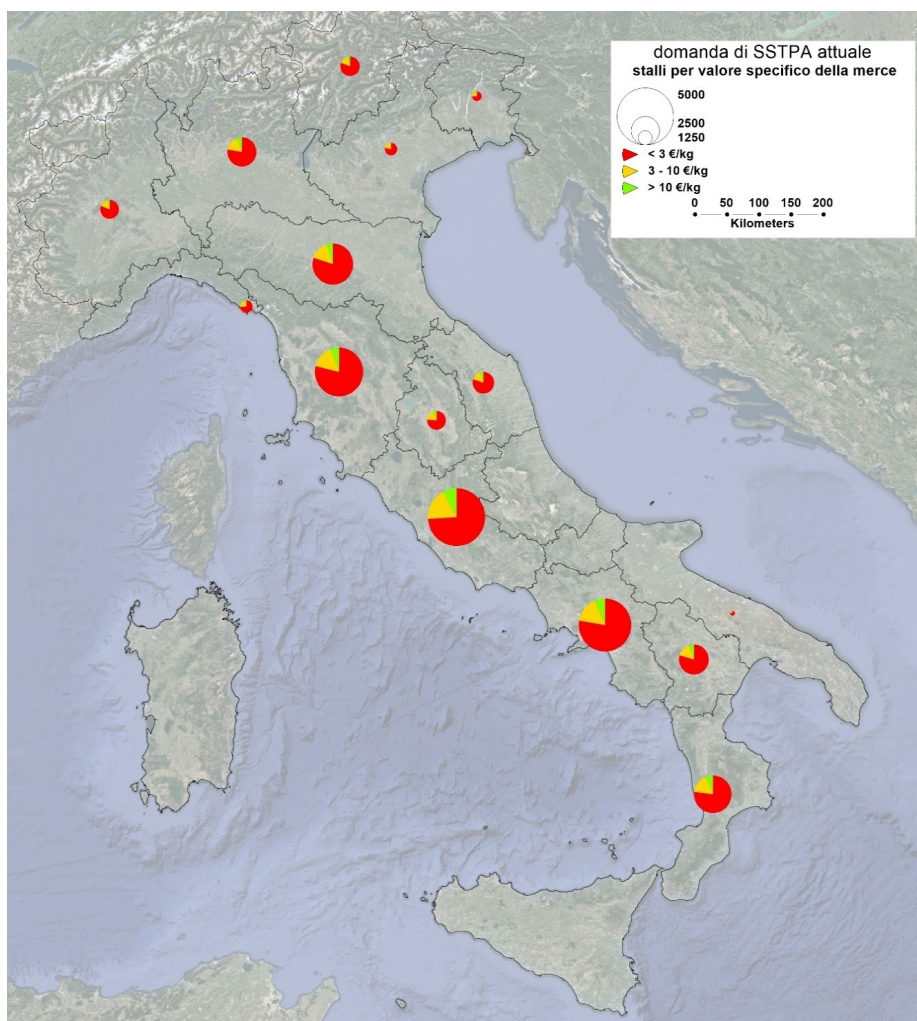 domanda di SSTPA attuale
stalli per valore specifico della merce
5000
2500
1250
< 3 €/kg
3 - 10 €/kg
> 10 €/kg
0 50 100 150 200
Kilometers